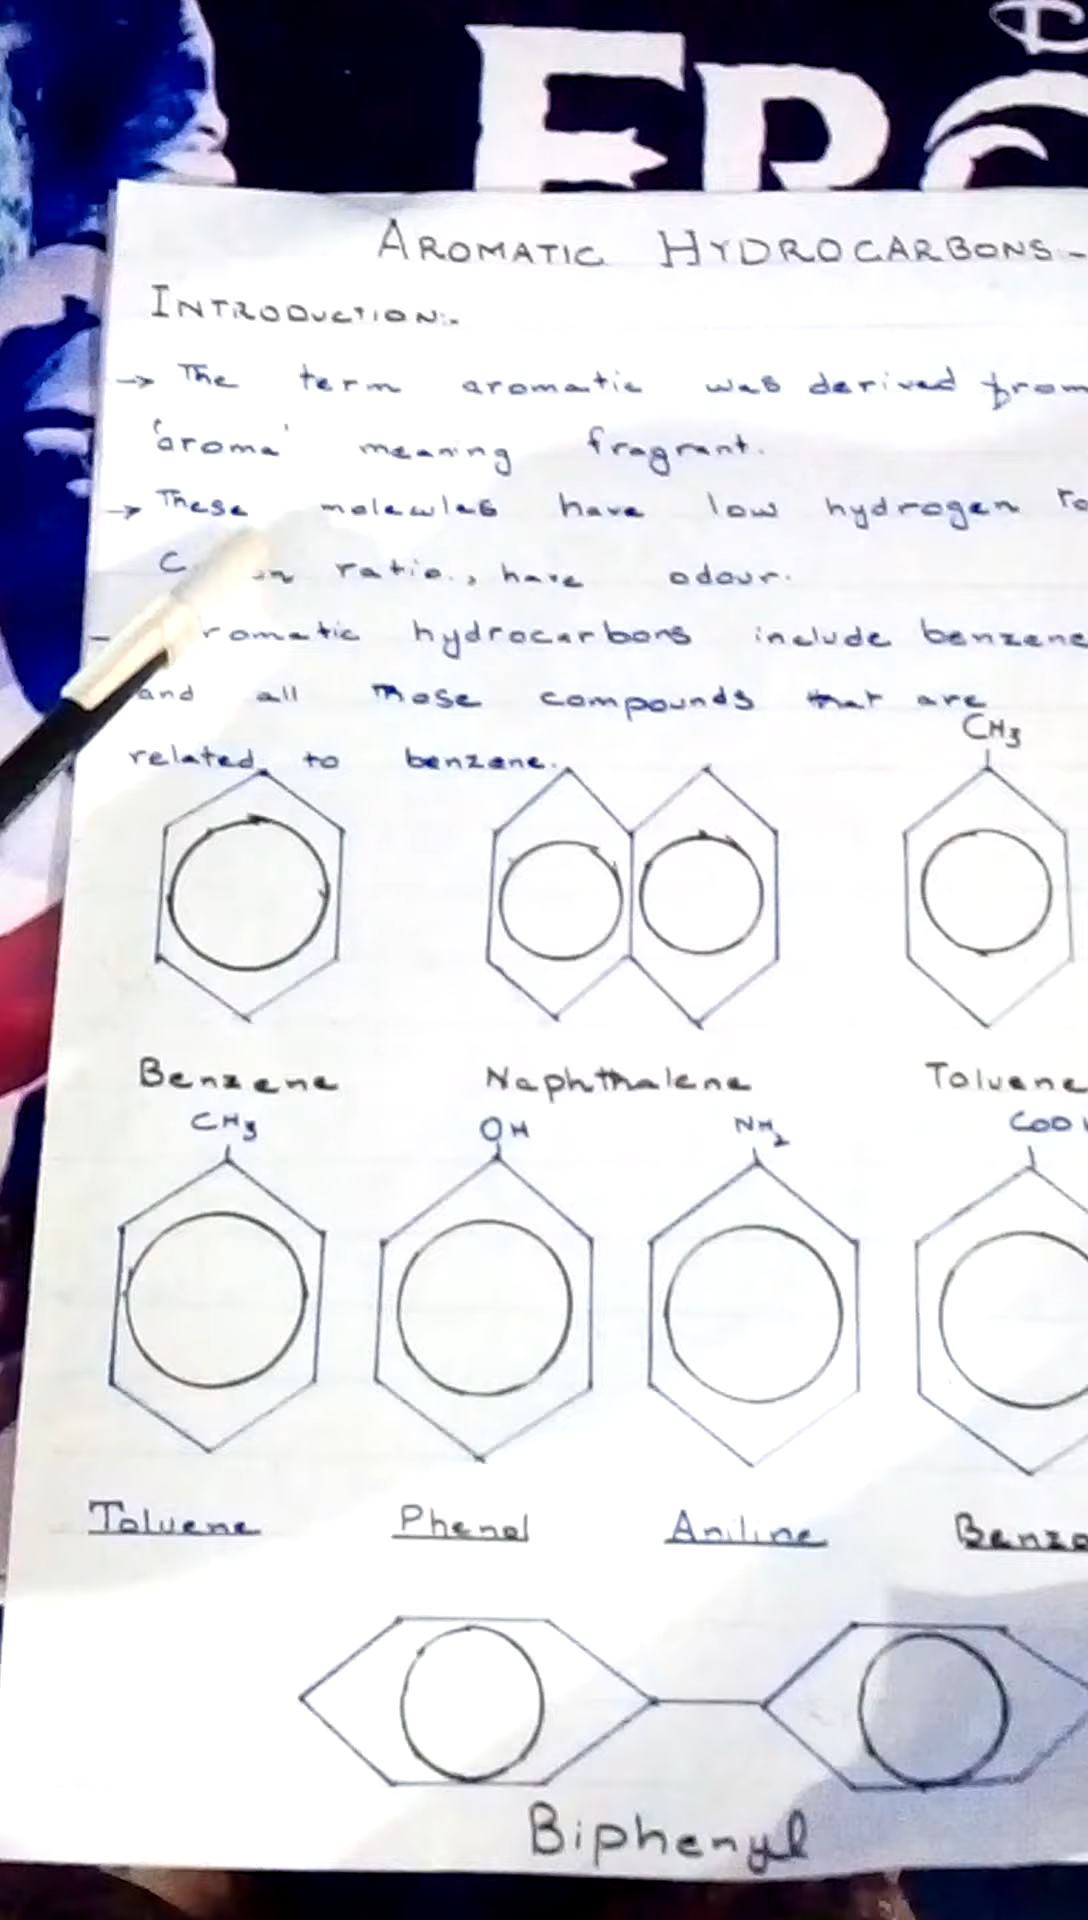 AROMATIC HYDROCARBONS-
INTRODUCTION:-
→ The term aromatic was derived from
'aroma' meaning fragrant.
→ These molecules have low hydrogen
ratio, have odour.
hydrocarbons include benzene
and all those compounds that are
related to benzene.
CH3
Benzene Naphthalene Toluene
CH3 OH NH2 COO
Toluene Phenol Aniline
Biphenyl